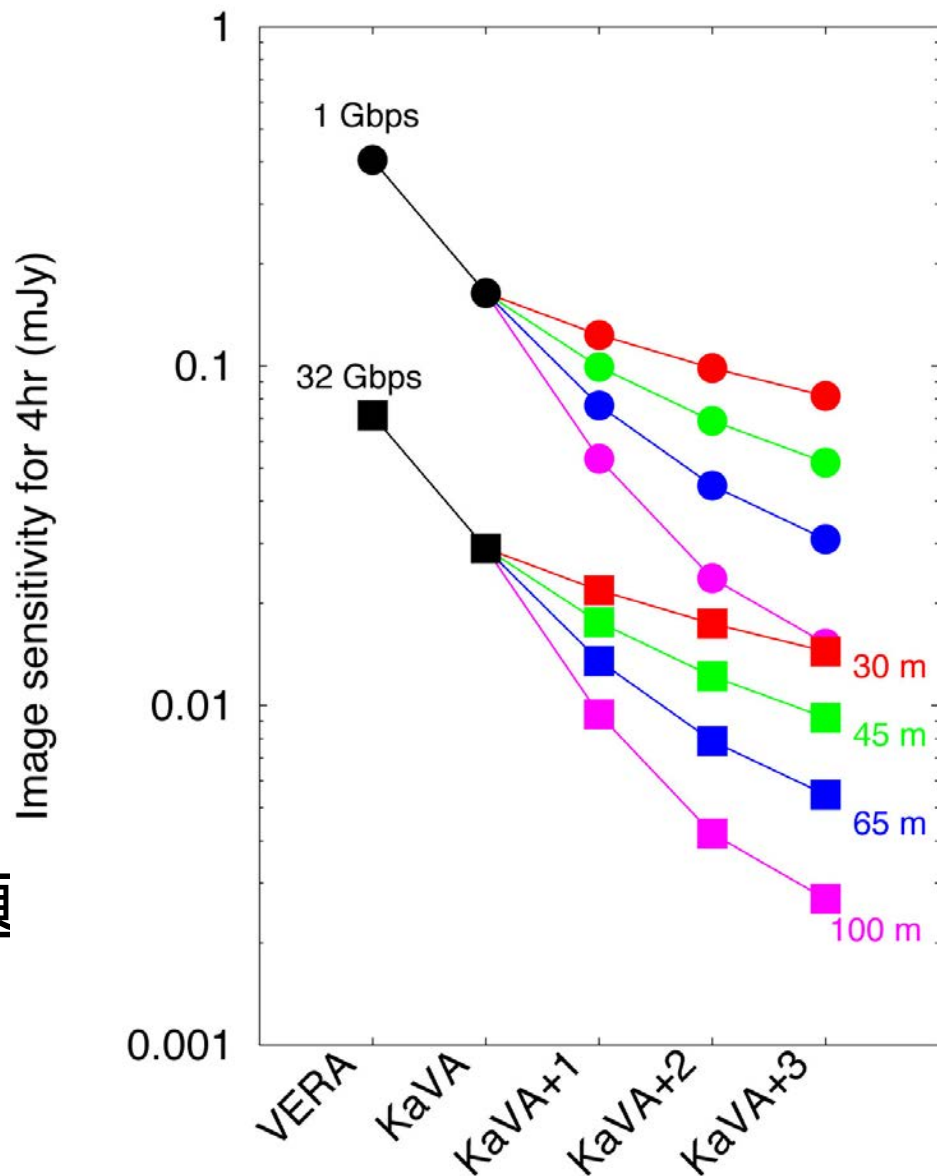 Image sensitivity for 4hr (mJy)
1
0.1
0.01
0.001
1 Gbps
32 Gbps
30 m
45 m
65 m
100 m
VERA
KaVA
KaVA+1
KaVA+2
KaVA+3